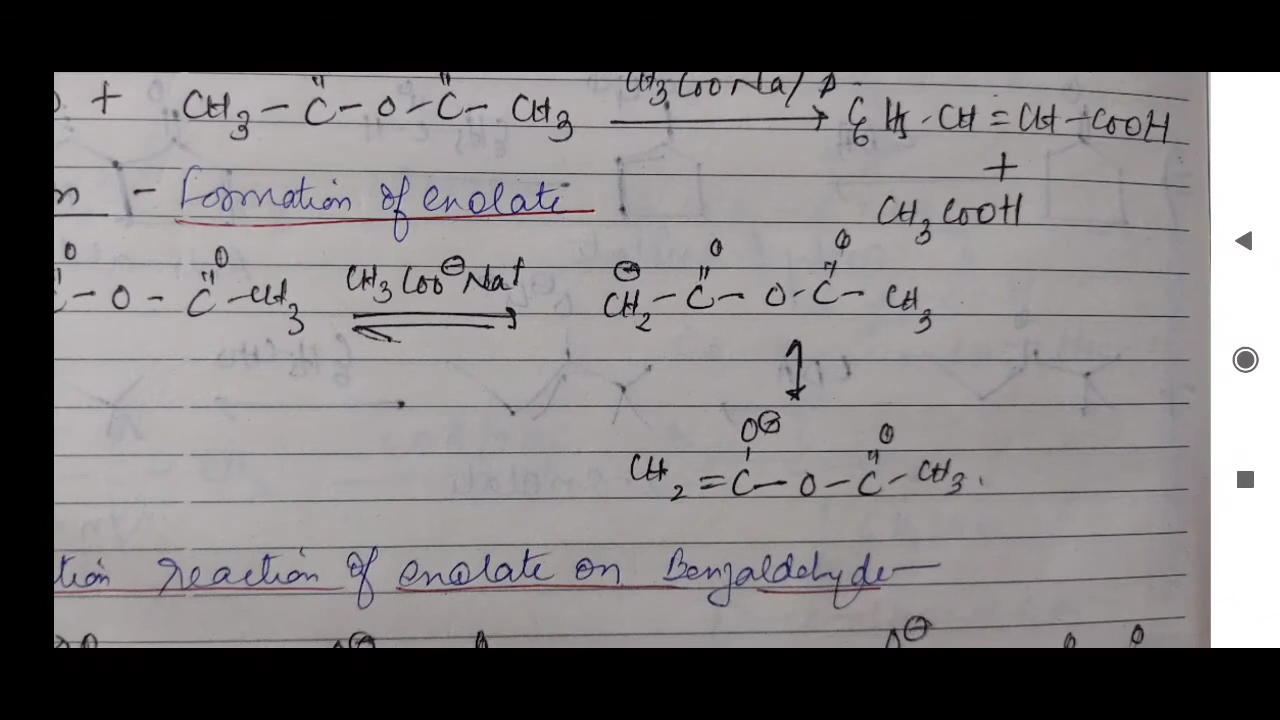 + CH3 - C - O - C - CH3 CH3COONa/Δ → C6H5-CH=CH-COOH
+
- Formation of enolate
CH3COOH
O O O O
- O - C - CH3 CH3COO⊖Na+ ⇌ ⊖CH2 - C - O - C - CH3
↕
O⊖ O
CH2 = C - O - C - CH3.
tion reaction of enolate on Benzaldehyde -